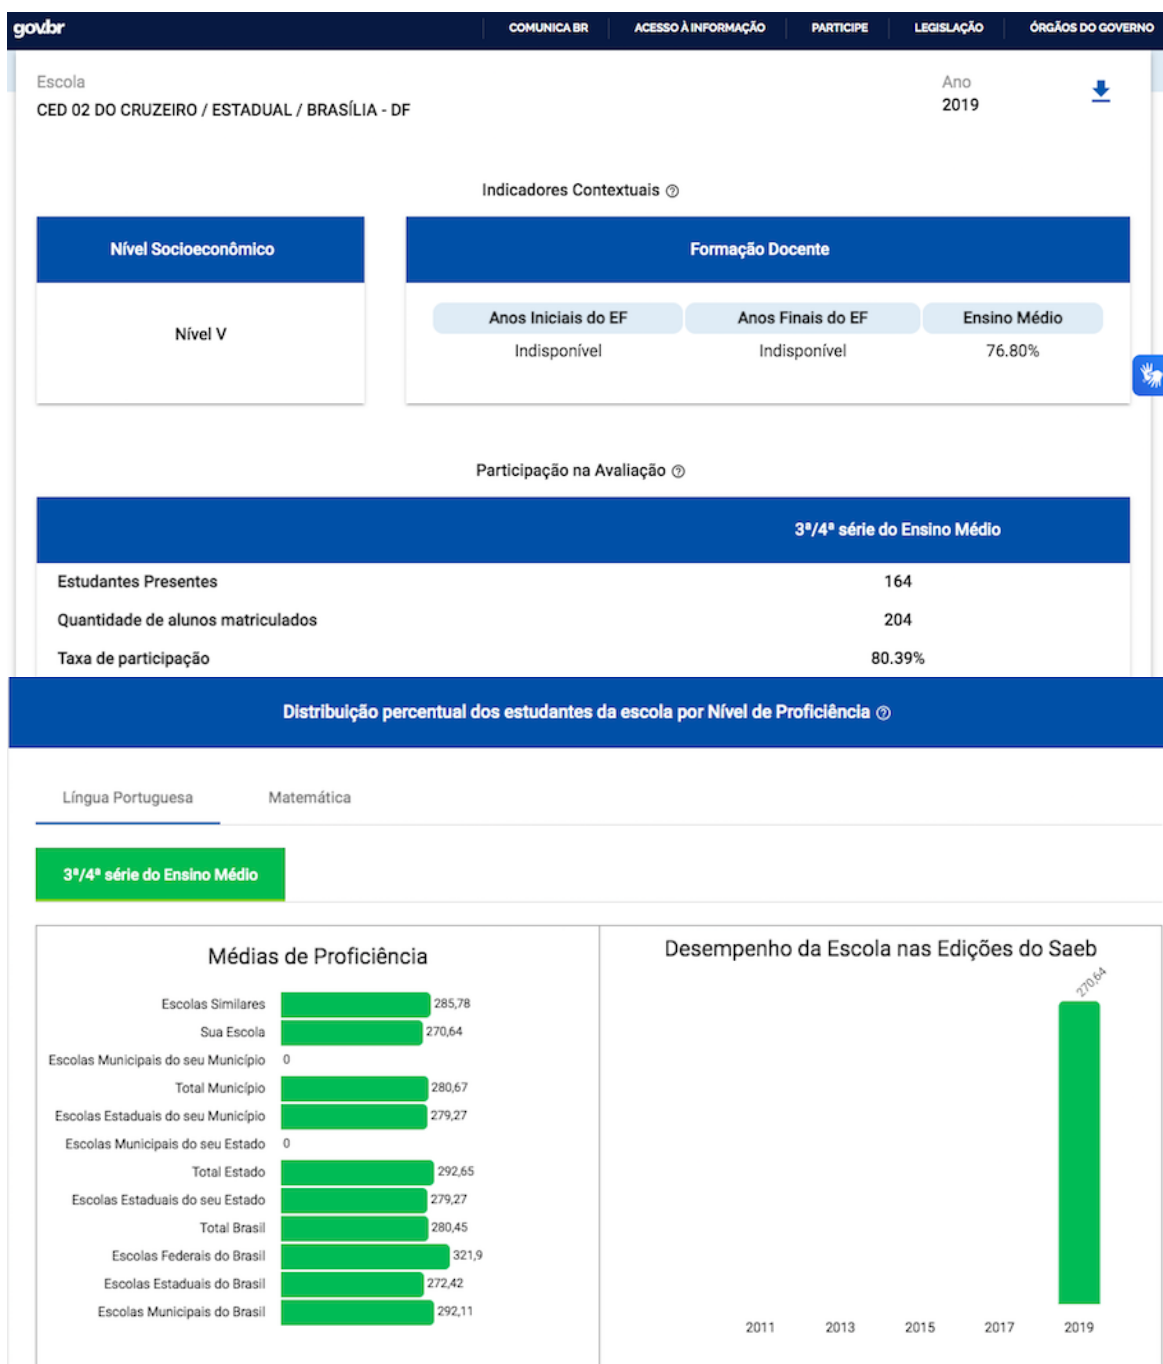 gov.br COMUNICA BR ACESSO À INFORMAÇÃO PARTICIPE LEGISLAÇÃO ÓRGÃOS DO GOVERNO
Escola Ano
CED 02 DO CRUZEIRO / ESTADUAL / BRASÍLIA - DF 2019
Indicadores Contextuais ?
Nível Socioeconômico
Nível V
Formação Docente
Anos Iniciais do EF Anos Finais do EF Ensino Médio
Indisponível Indisponível 76.80%
Participação na Avaliação ?
3ª/4ª série do Ensino Médio
Estudantes Presentes 164
Quantidade de alunos matriculados 204
Taxa de participação 80.39%
Distribuição percentual dos estudantes da escola por Nível de Proficiência ?
Língua Portuguesa Matemática
3ª/4ª série do Ensino Médio
Médias de Proficiência
Escolas Similares 285,78
Sua Escola 270,64
Escolas Municipais do seu Município 0
Total Município 280,67
Escolas Estaduais do seu Município 279,27
Escolas Municipais do seu Estado 0
Total Estado 292,65
Escolas Estaduais do seu Estado 279,27
Total Brasil 280,45
Escolas Federais do Brasil 321,9
Escolas Estaduais do Brasil 272,42
Escolas Municipais do Brasil 292,11
Desempenho da Escola nas Edições do Saeb
270,64
2011 2013 2015 2017 2019